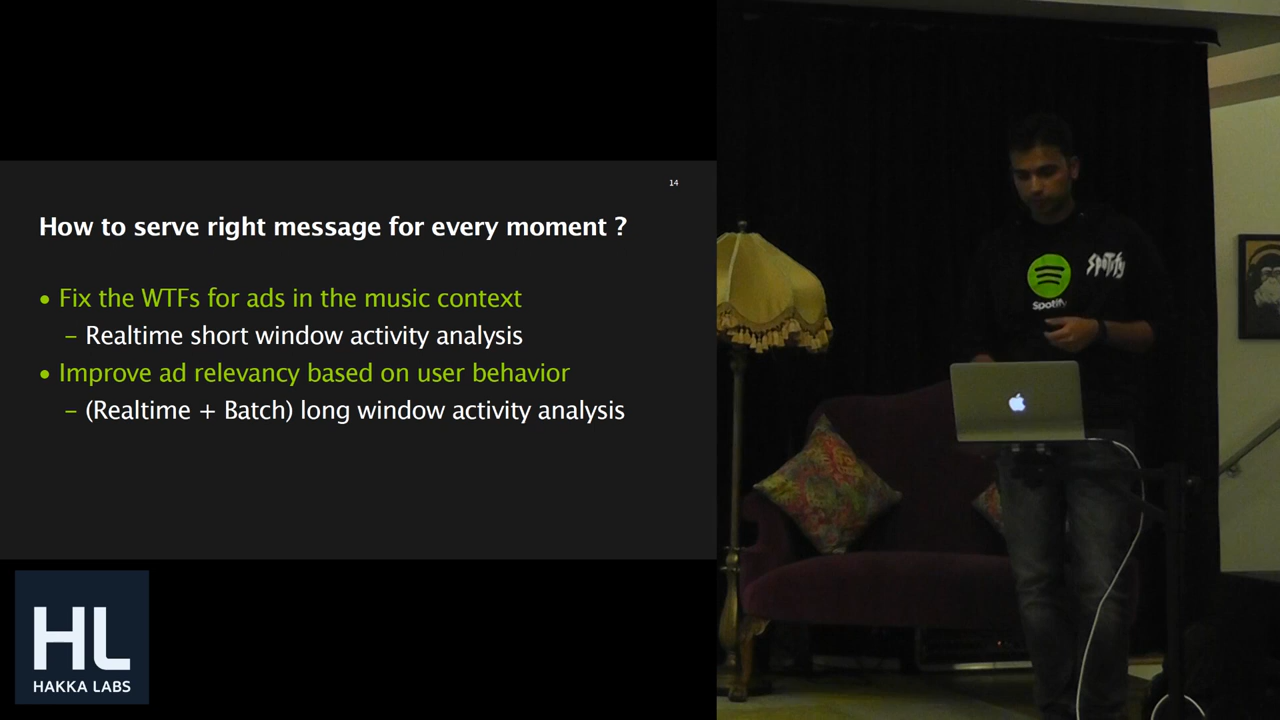 14
How to serve right message for every moment ?
• Fix the WTFs for ads in the music context
– Realtime short window activity analysis
• Improve ad relevancy based on user behavior
– (Realtime + Batch) long window activity analysis
HL
HAKKA LABS
Spotify
Spotify